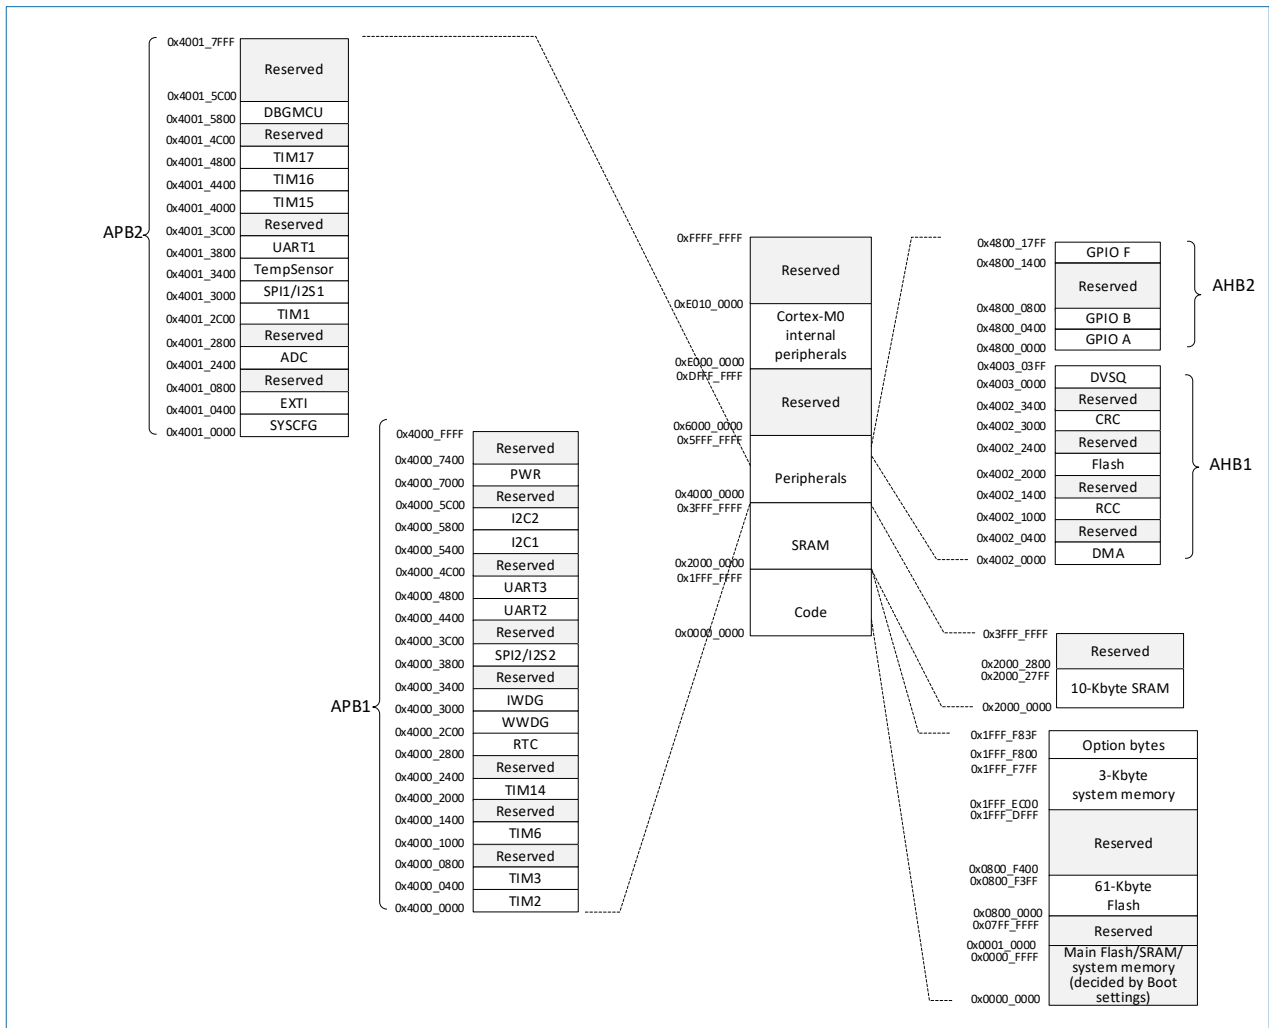 APB2
0x4001_7FFF
Reserved
0x4001_5C00
DBGMCU
0x4001_5800
Reserved
0x4001_4C00
TIM17
0x4001_4800
TIM16
0x4001_4400
TIM15
0x4001_4000
Reserved
0x4001_3C00
UART1
0x4001_3800
TempSensor
0x4001_3400
SPI1/I2S1
0x4001_3000
TIM1
0x4001_2C00
Reserved
0x4001_2800
ADC
0x4001_2400
Reserved
0x4001_0800
EXTI
0x4001_0400
SYSCFG
0x4001_0000
APB1
0x4000_FFFF
Reserved
0x4000_7400
PWR
0x4000_7000
Reserved
0x4000_5C00
I2C2
0x4000_5800
I2C1
0x4000_5400
Reserved
0x4000_4C00
UART3
0x4000_4800
UART2
0x4000_4400
Reserved
0x4000_3C00
SPI2/I2S2
0x4000_3800
Reserved
0x4000_3400
IWDG
0x4000_3000
WWDG
0x4000_2C00
RTC
0x4000_2800
Reserved
0x4000_2400
TIM14
0x4000_2000
Reserved
0x4000_1400
TIM6
0x4000_1000
Reserved
0x4000_0800
TIM3
0x4000_0400
TIM2
0x4000_0000
0xFFFF_FFFF
Reserved
0xE010_0000
Cortex-M0
internal
peripherals
0xE000_0000
0xDFFF_FFFF
Reserved
0x6000_0000
0x5FFF_FFFF
Peripherals
0x4000_0000
0x3FFF_FFFF
SRAM
0x2000_0000
0x1FFF_FFFF
Code
0x0000_0000
AHB2
0x4800_17FF
GPIO F
0x4800_1400
Reserved
0x4800_0800
GPIO B
0x4800_0400
GPIO A
0x4800_0000
AHB1
0x4003_03FF
DVSQ
0x4003_0000
Reserved
0x4002_3400
CRC
0x4002_3000
Reserved
0x4002_2400
Flash
0x4002_2000
Reserved
0x4002_1400
RCC
0x4002_1000
Reserved
0x4002_0400
DMA
0x4002_0000
0x3FFF_FFFF
Reserved
0x2000_2800
0x2000_27FF
10-Kbyte SRAM
0x2000_0000
0x1FFF_F83F
Option bytes
0x1FFF_F800
0x1FFF_F7FF
3-Kbyte
system memory
0x1FFF_EC00
0x1FFF_DFFF
Reserved
0x0800_F400
0x0800_F3FF
61-Kbyte
Flash
0x0800_0000
0x07FF_FFFF
Reserved
0x0001_0000
0x0000_FFFF
Main Flash/SRAM/
system memory
(decided by Boot
settings)
0x0000_0000